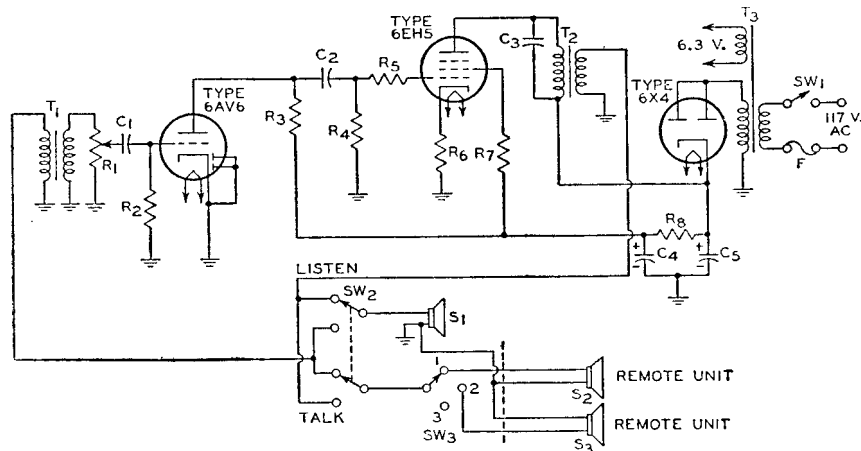 TYPE
6EH5
T3
6.3 V.
C3
T2
TYPE
6AV6
C2
R5
TYPE
6X4
SW1
T1
C1
R3
R4
117 V.
AC
R1
R6
R7
F
R2
R8
+
C4
-
+
C5
-
LISTEN
SW2
S1
1
REMOTE UNIT
S2
2
TALK
3
SW3
REMOTE UNIT
S3